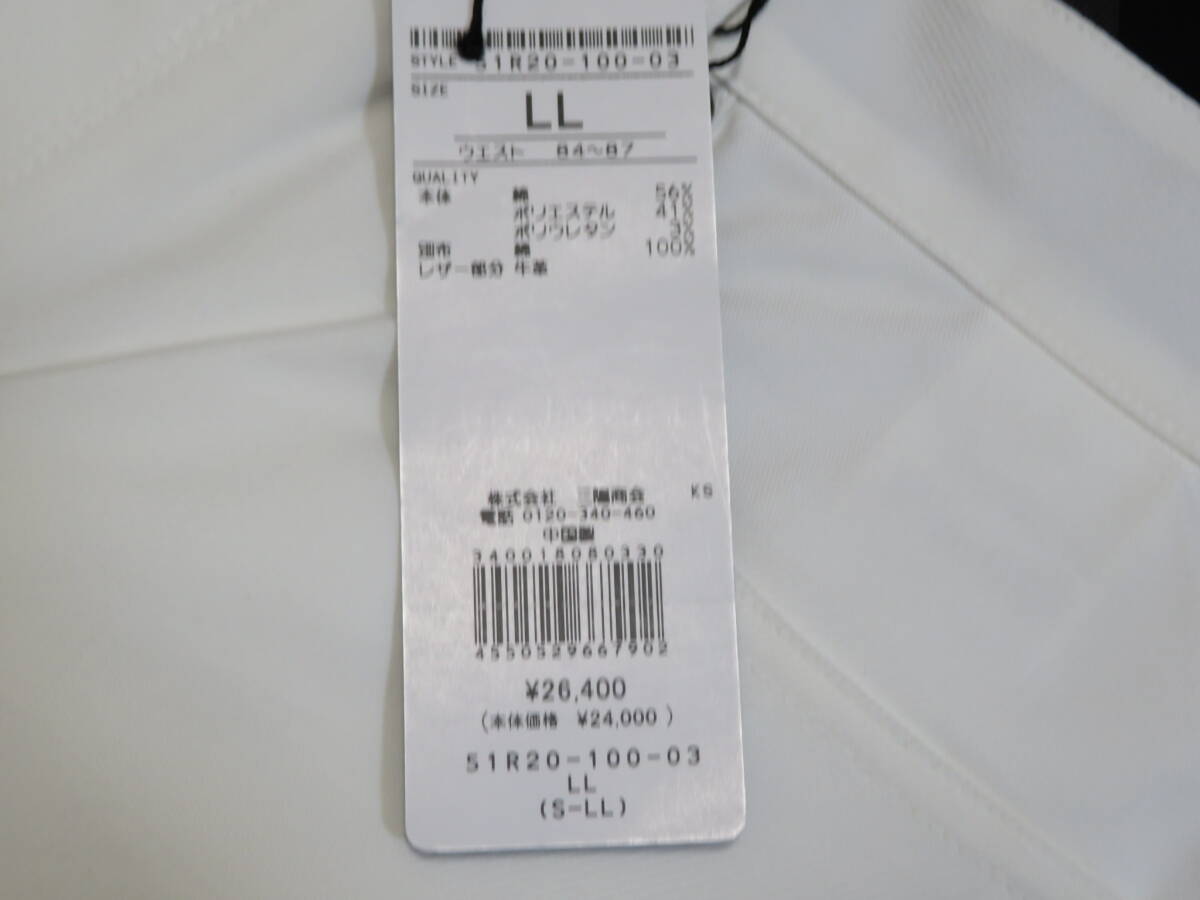 STYLE 51R20-100-03
SIZE
LL
ウエスト 84~87
QUALITY
本体 綿 56%
ポリエステル 41%
ポリウレタン 3%
別布 綿 100%
レザー部分 牛革
株式会社 三陽商会 KS
電話 0120-340-460
中国製
340018080330
4550529667902
¥26,400
(本体価格 ¥24,000)
51R20-100-03
LL
(S-LL)